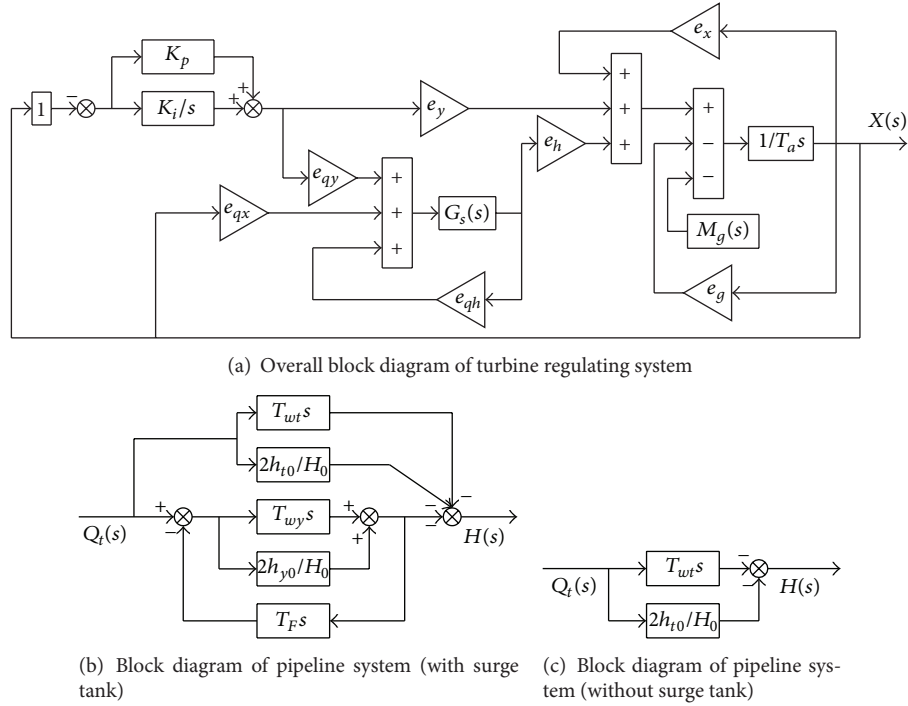 e_x
K_p
1
−
+
+
K_i/s
e_y
+
+
+
e_h
+
−
−
1/T_a s
X(s)
e_qy
e_qx
+
+
+
G_s(s)
M_g(s)
e_qh
e_g
(a) Overall block diagram of turbine regulating system
T_wt s
2h_t0/H_0
−
Q_t(s)
+
−
T_wy s
+
+
−
−
H(s)
2h_y0/H_0
T_F s
(b) Block diagram of pipeline system (with surge
tank)
Q_t(s)
T_wt s
−
−
H(s)
2h_t0/H_0
(c) Block diagram of pipeline sys-
tem (without surge tank)